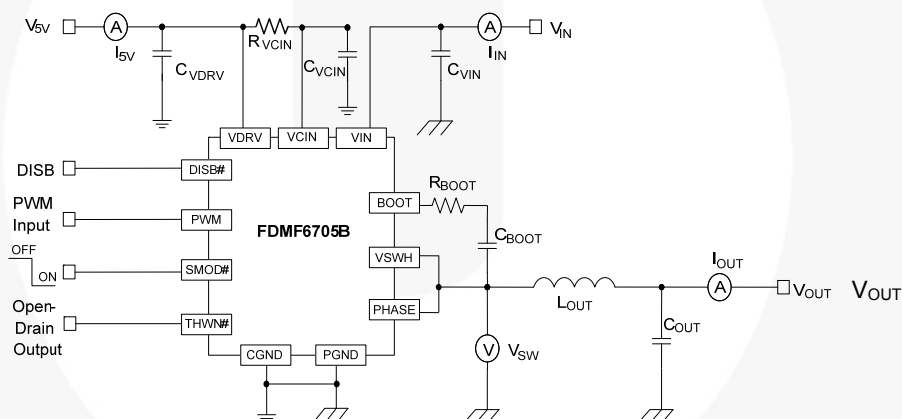 V5V
A
I5V
RVCIN
CVDRV
CVCIN
CVIN
A
IIN
VIN
VDRV
VCIN
VIN
DISB
DISB#
PWM
Input
PWM
OFF
ON
SMOD#
Open-
Drain
Output
THWN#
FDMF6705B
BOOT
RBOOT
CBOOT
VSWH
PHASE
CGND
PGND
V
VSW
LOUT
IOUT
A
COUT
VOUT
VOUT